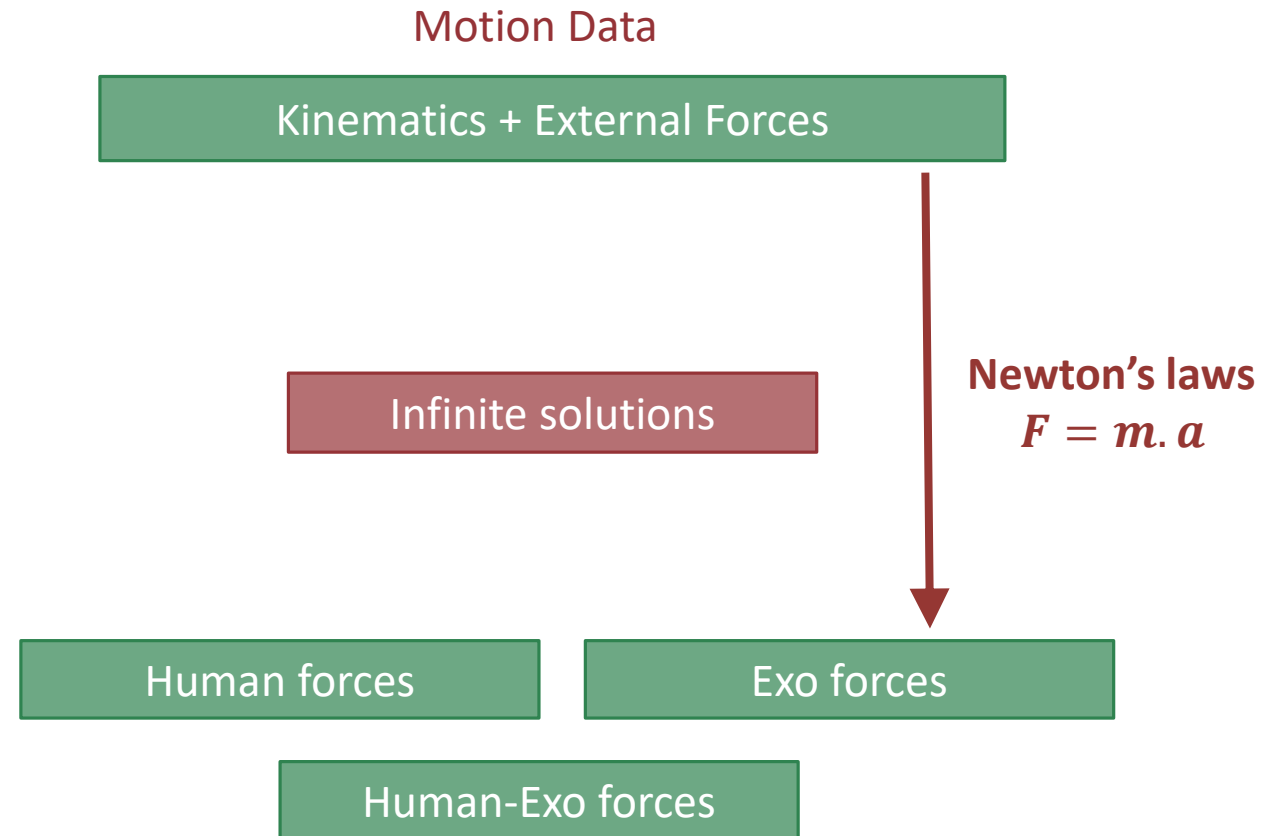 Motion Data
Kinematics + External Forces
Newton’s laws
F = m. a
Infinite solutions
Human forces
Exo forces
Human-Exo forces